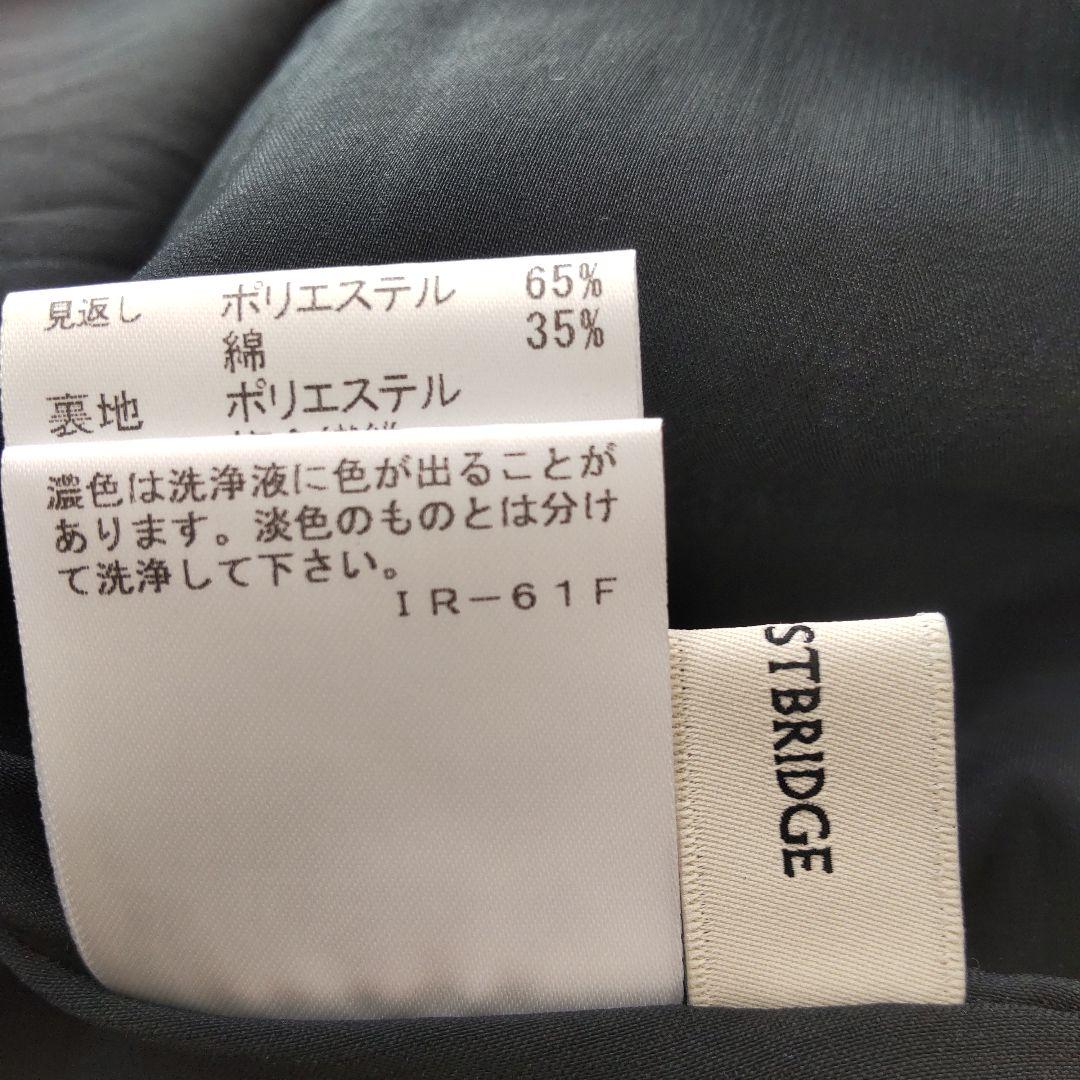 見返し ポリエステル 65%
綿 35%
裏地 ポリエステル
濃色は洗浄液に色が出ることが
あります。淡色のものとは分け
て洗浄して下さい。
IR-61F
STBRIDGE